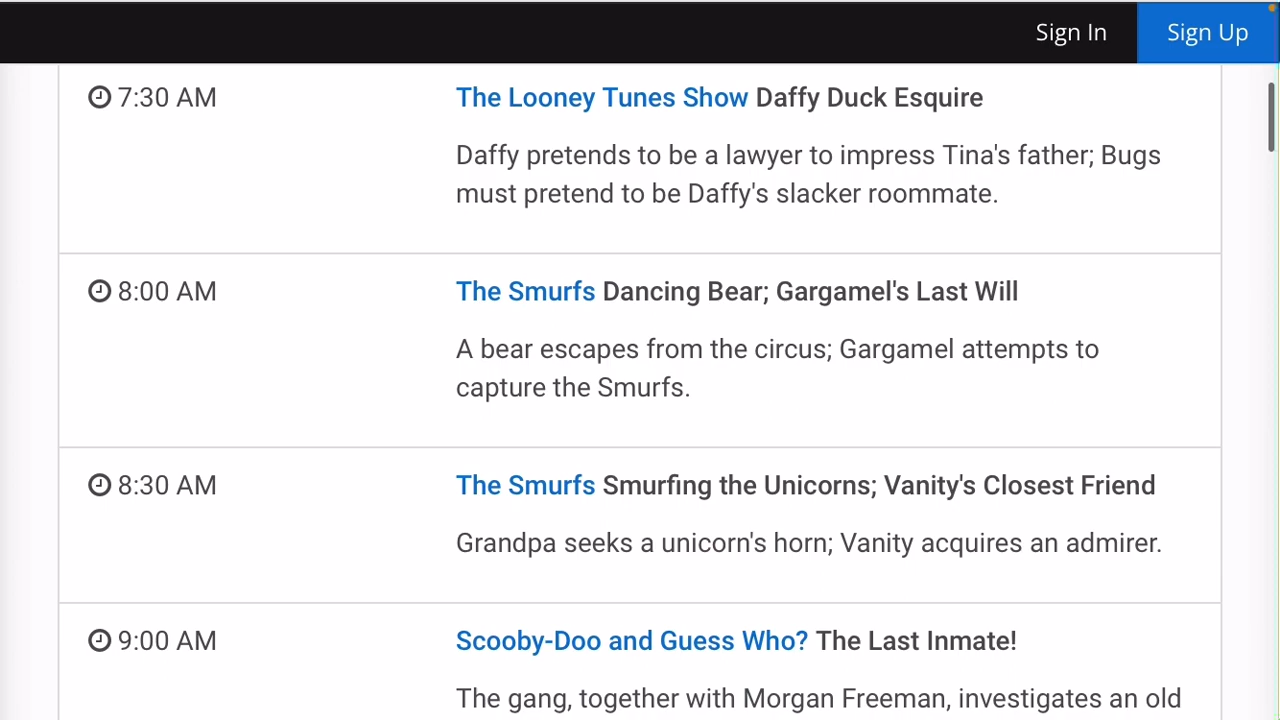 Sign In
Sign Up
7:30 AM
The Looney Tunes Show Daffy Duck Esquire
Daffy pretends to be a lawyer to impress Tina's father; Bugs
must pretend to be Daffy's slacker roommate.
8:00 AM
The Smurfs Dancing Bear; Gargamel's Last Will
A bear escapes from the circus; Gargamel attempts to
capture the Smurfs.
8:30 AM
The Smurfs Smurfing the Unicorns; Vanity's Closest Friend
Grandpa seeks a unicorn's horn; Vanity acquires an admirer.
9:00 AM
Scooby-Doo and Guess Who? The Last Inmate!
The gang, together with Morgan Freeman, investigates an old